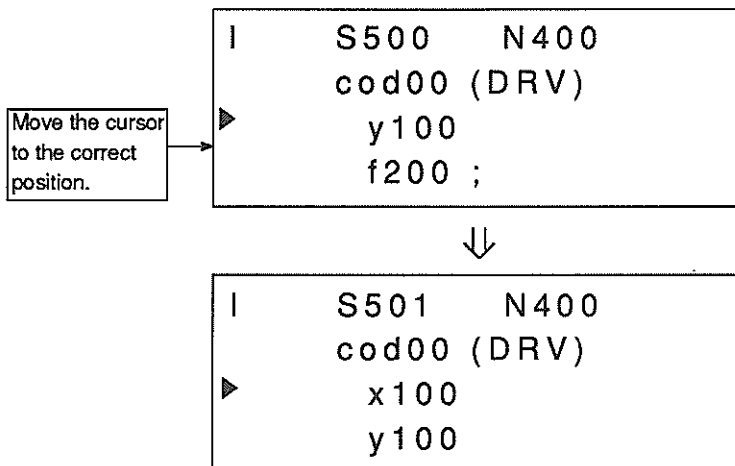 I S500 N400
cod00 (DRV)
y100
f200 ;
Move the cursor
to the correct
position.
I S501 N400
cod00 (DRV)
x100
y100